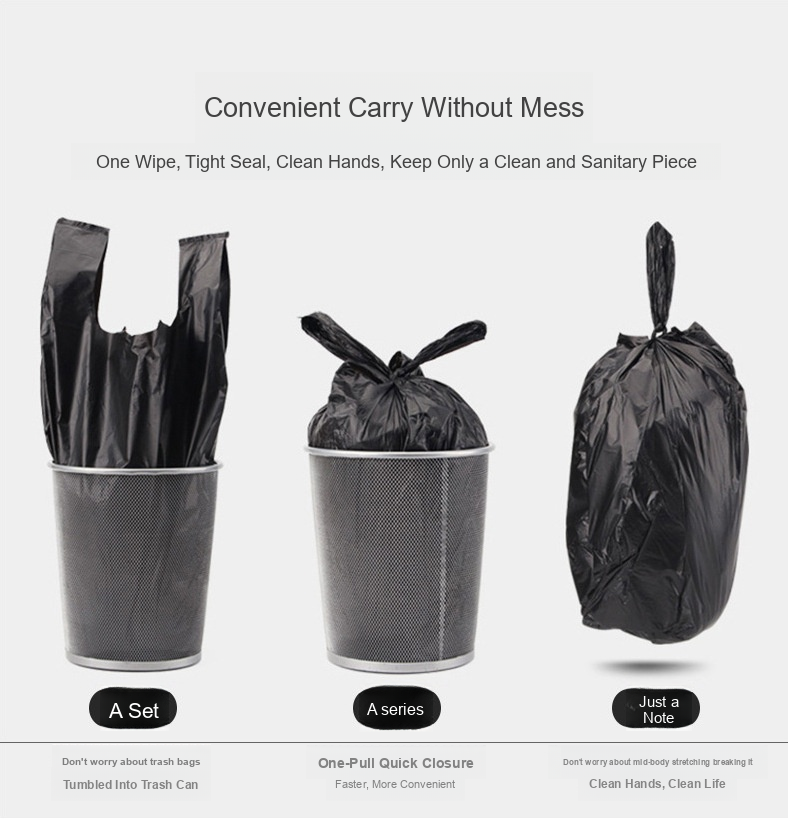 Convenient Carry Without Mess
One Wipe, Tight Seal, Clean Hands, Keep Only a Clean and Sanitary Piece
A Set
A series
Just a
Note
Don't worry about trash bags
Tumbled Into Trash Can
One-Pull Quick Closure
Faster, More Convenient
Don't worry about mid-body stretching breaking it
Clean Hands, Clean Life